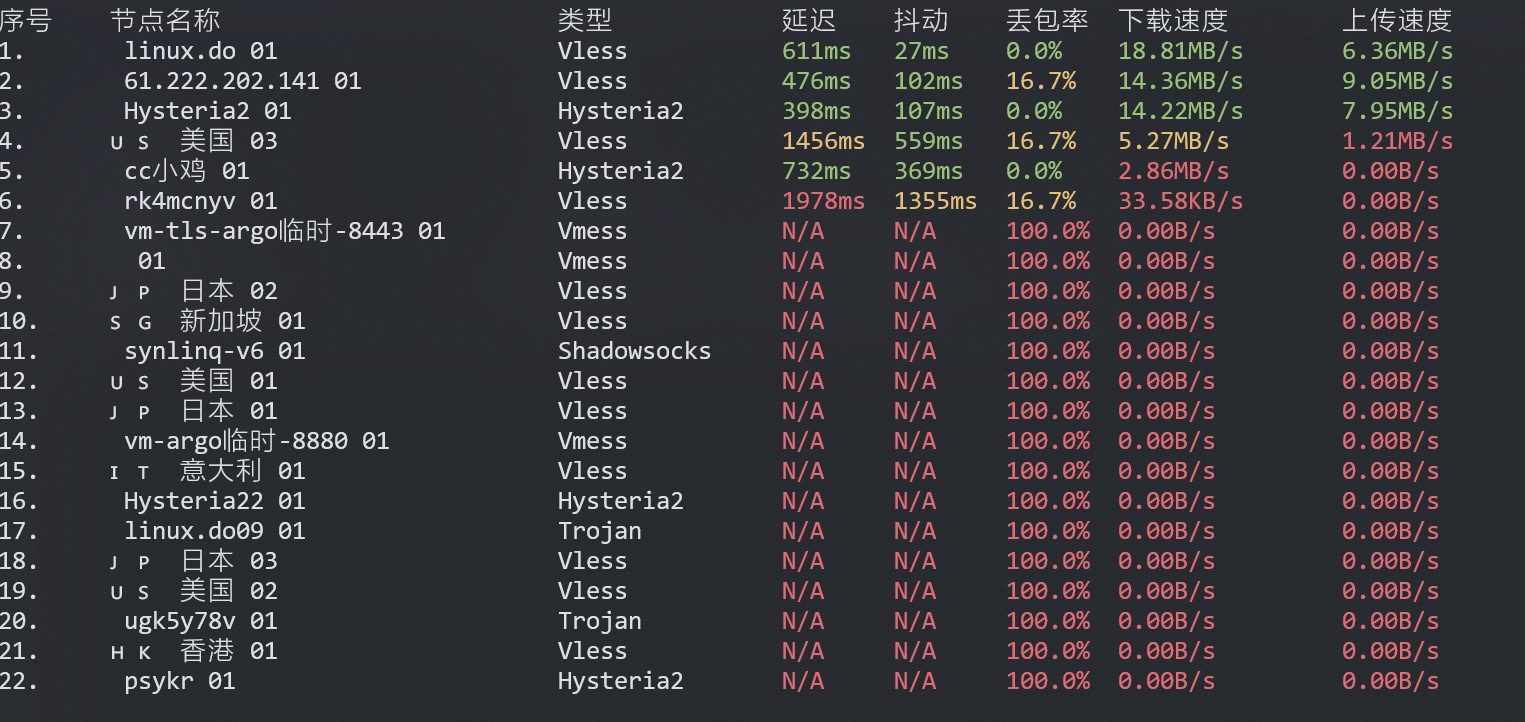 序号 节点名称 类型 延迟 抖动 丢包率 下载速度 上传速度
1. linux.do 01 Vless 611ms 27ms 0.0% 18.81MB/s 6.36MB/s
2. 61.222.202.141 01 Vless 476ms 102ms 16.7% 14.36MB/s 9.05MB/s
3. Hysteria2 01 Hysteria2 398ms 107ms 0.0% 14.22MB/s 7.95MB/s
4. U S 美国 03 Vless 1456ms 559ms 16.7% 5.27MB/s 1.21MB/s
5. cc小鸡 01 Hysteria2 732ms 369ms 0.0% 2.86MB/s 0.00B/s
6. rk4mcnyv 01 Vless 1978ms 1355ms 16.7% 33.58KB/s 0.00B/s
7. vm-tls-argo临时-8443 01 Vmess N/A N/A 100.0% 0.00B/s 0.00B/s
8. 01 Vmess N/A N/A 100.0% 0.00B/s 0.00B/s
9. J P 日本 02 Vless N/A N/A 100.0% 0.00B/s 0.00B/s
10. S G 新加坡 01 Vless N/A N/A 100.0% 0.00B/s 0.00B/s
11. synlinq-v6 01 Shadowsocks N/A N/A 100.0% 0.00B/s 0.00B/s
12. U S 美国 01 Vless N/A N/A 100.0% 0.00B/s 0.00B/s
13. J P 日本 01 Vless N/A N/A 100.0% 0.00B/s 0.00B/s
14. vm-argo临时-8880 01 Vmess N/A N/A 100.0% 0.00B/s 0.00B/s
15. I T 意大利 01 Vless N/A N/A 100.0% 0.00B/s 0.00B/s
16. Hysteria22 01 Hysteria2 N/A N/A 100.0% 0.00B/s 0.00B/s
17. linux.do09 01 Trojan N/A N/A 100.0% 0.00B/s 0.00B/s
18. J P 日本 03 Vless N/A N/A 100.0% 0.00B/s 0.00B/s
19. U S 美国 02 Vless N/A N/A 100.0% 0.00B/s 0.00B/s
20. ugk5y78v 01 Trojan N/A N/A 100.0% 0.00B/s 0.00B/s
21. H K 香港 01 Vless N/A N/A 100.0% 0.00B/s 0.00B/s
22. psykr 01 Hysteria2 N/A N/A 100.0% 0.00B/s 0.00B/s